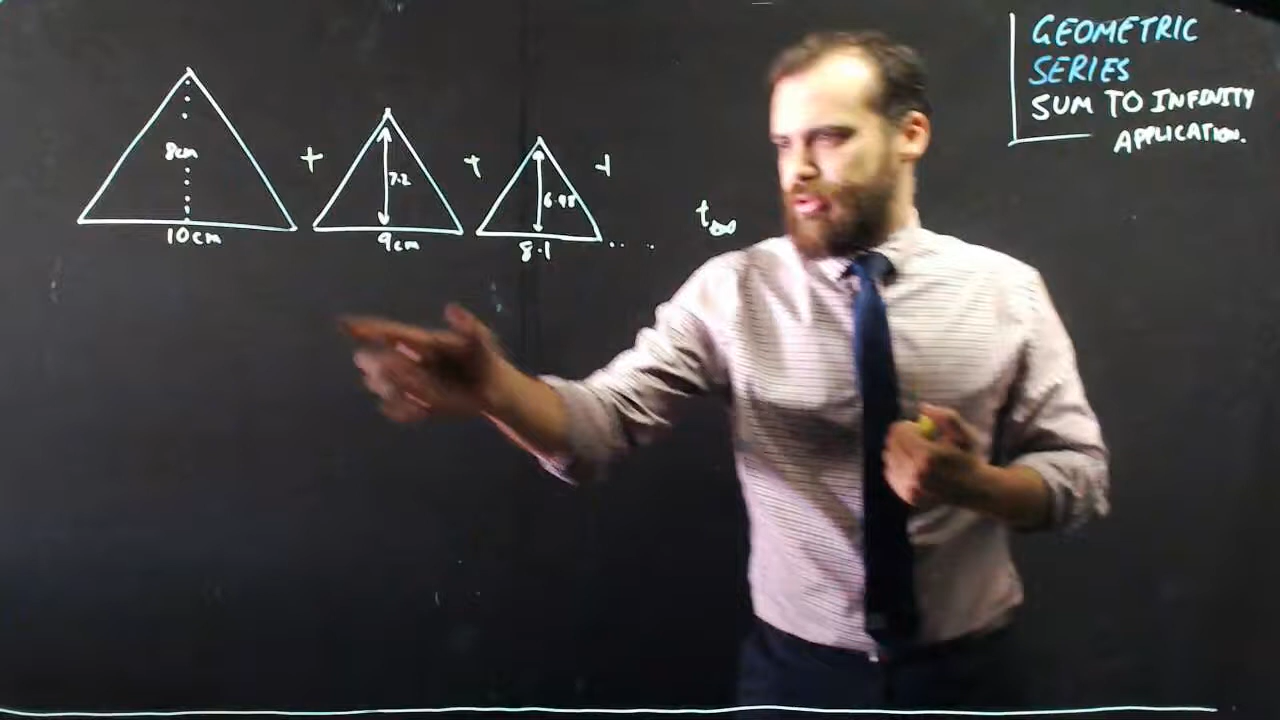 GEOMETRIC
SERIES
SUM TO INFINITY
APPLICATION.
8cm
10cm
+
7.2
9cm
+
6.48
8.1
+
....
t∞